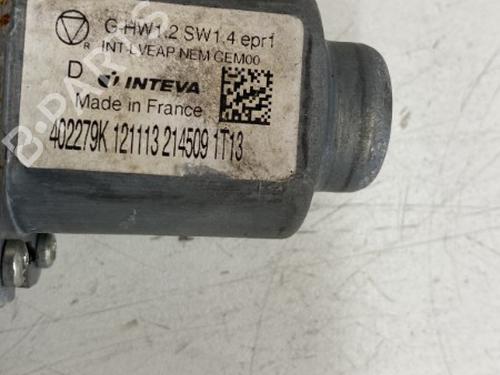 G-HW1.2 SW1.4 epr1
R INT-LVEAP NEM CEM00
D INTEVA
Made in France
402279K 121113 214509 1T13
B-PARTS